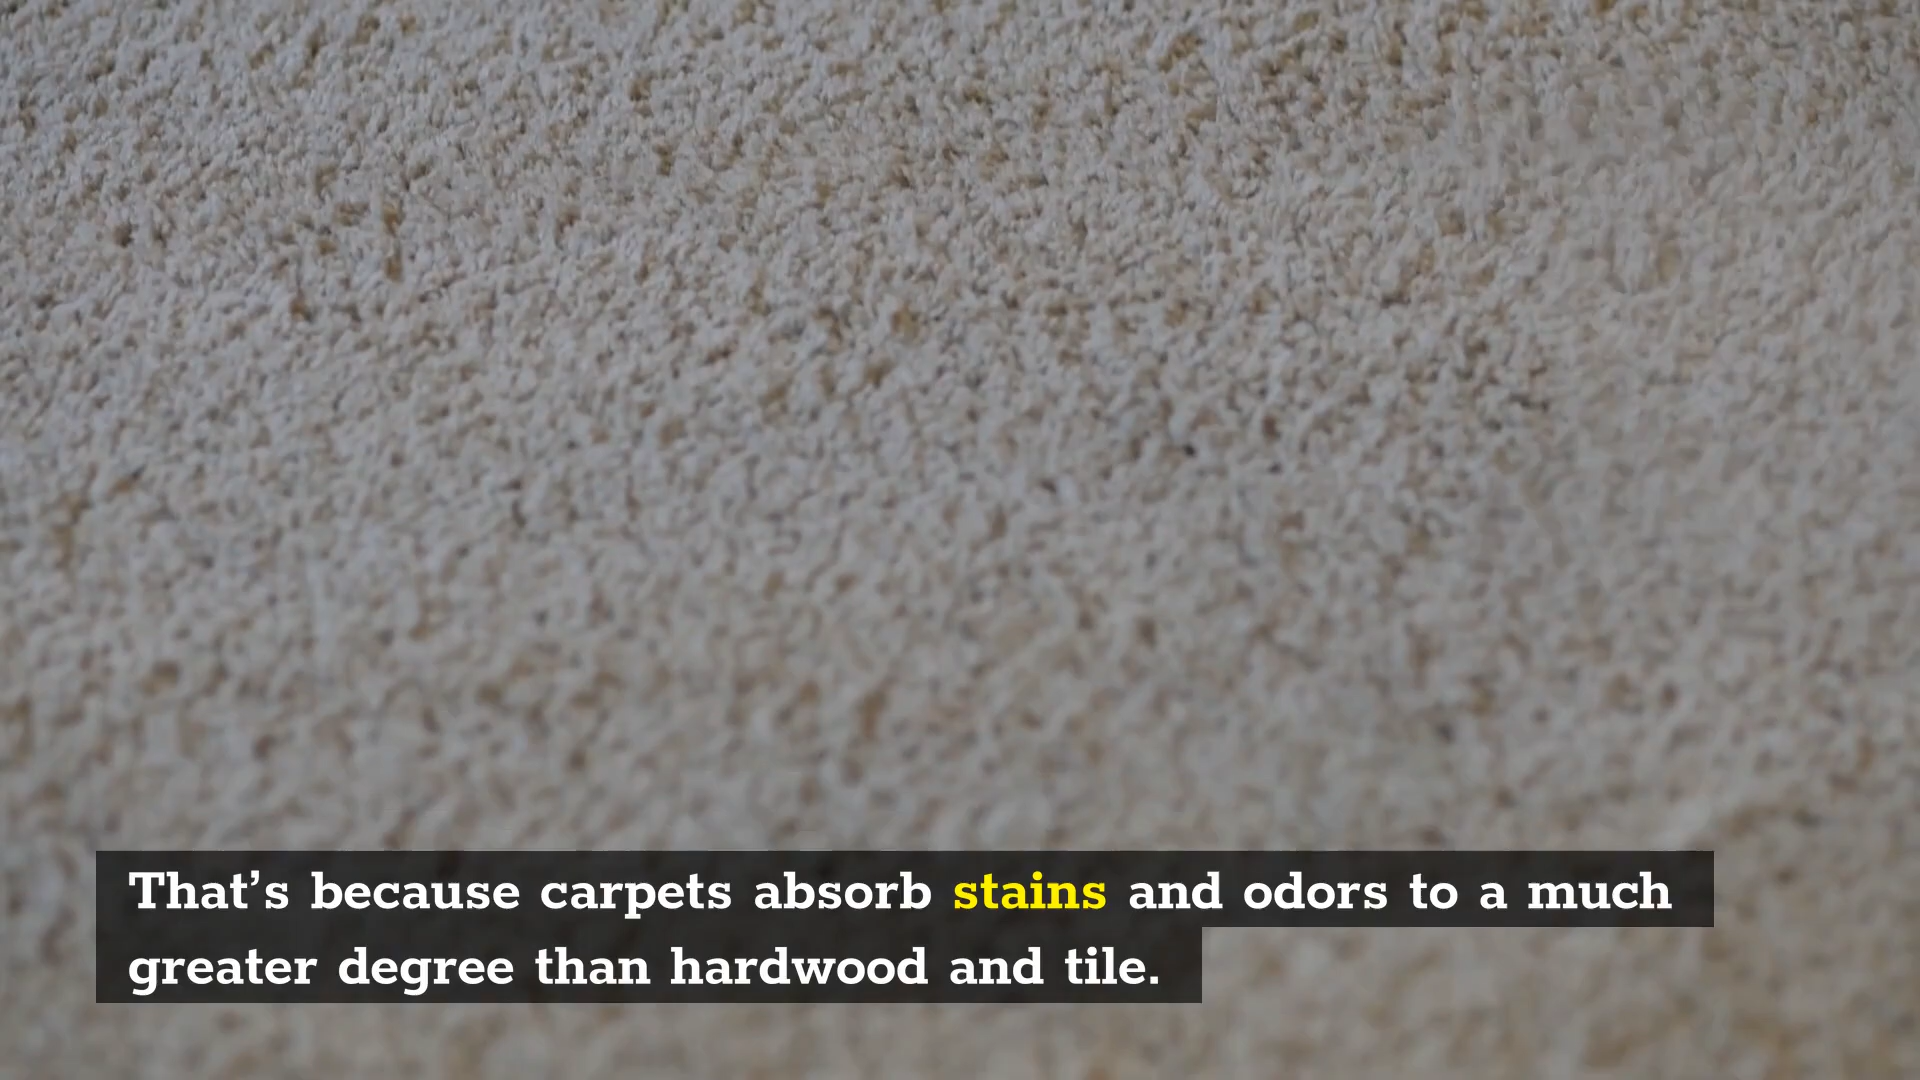 That’s because carpets absorb stains and odors to a much
greater degree than hardwood and tile.